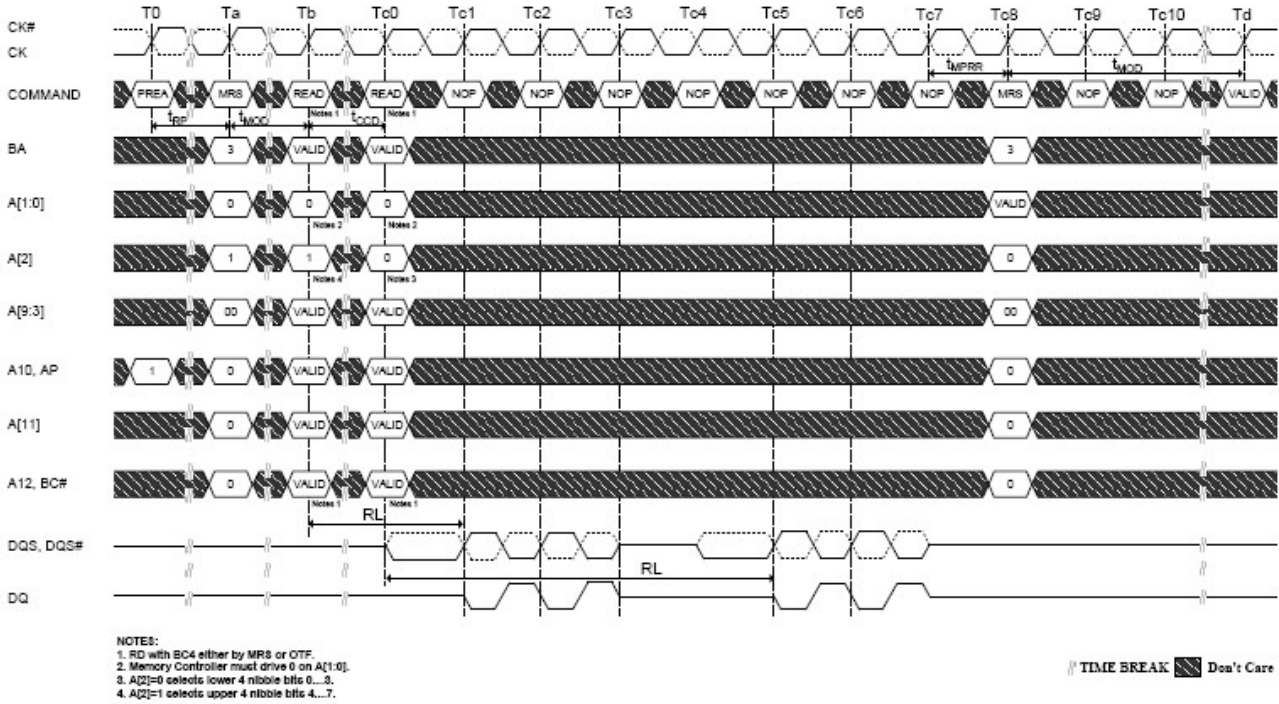 T0 Ta Tb Tc0 Tc1 Tc2 Tc3 Tc4 Tc5 Tc6 Tc7 Tc8 Tc9 Tc10 Td
CK#
CK
tMPRR tMOD
COMMAND PREA MRS READ READ NOP NOP NOP NOP NOP NOP NOP MRS NOP NOP VALID
Notes 1 Notes 1
tRP tMOD tCCD
BA 3 VALID VALID 3
A[1:0] 0 0 0 VALID
Notes 2 Notes 2
A[2] 1 1 0 0
Notes 4 Notes 3
A[9:3] 00 VALID VALID 00
A10, AP 1 0 VALID VALID 0
A[11] 0 VALID VALID 0
A12, BC# 0 VALID VALID 0
Notes 1 Notes 1
RL
DQS, DQS#
RL
DQ
NOTES:
1. RD with BC4 either by MRS or OTF.
2. Memory Controller must drive 0 on A[1:0].
3. A[2]=0 selects lower 4 nibble bits 0....3.
4. A[2]=1 selects upper 4 nibble bits 4....7.
TIME BREAK Don't Care